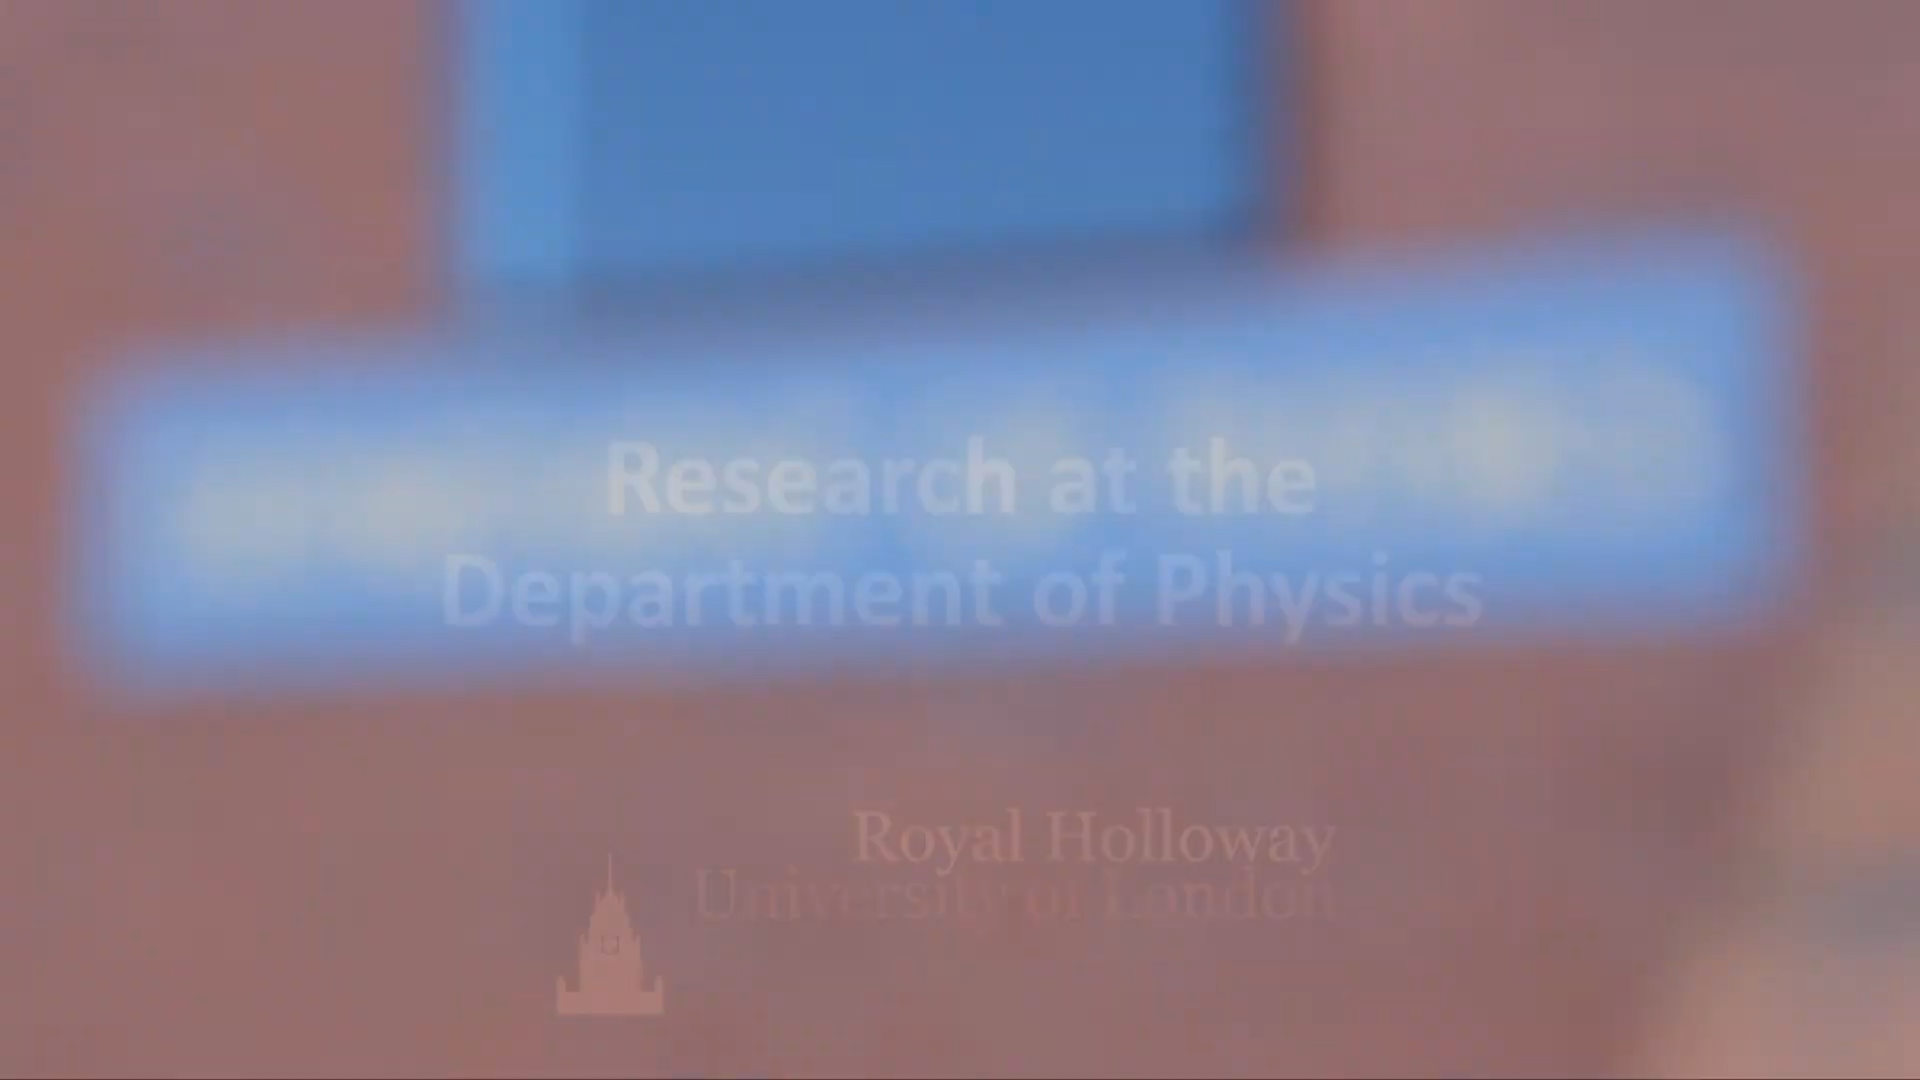 Research at the
Department of Physics
Royal Holloway
University of London